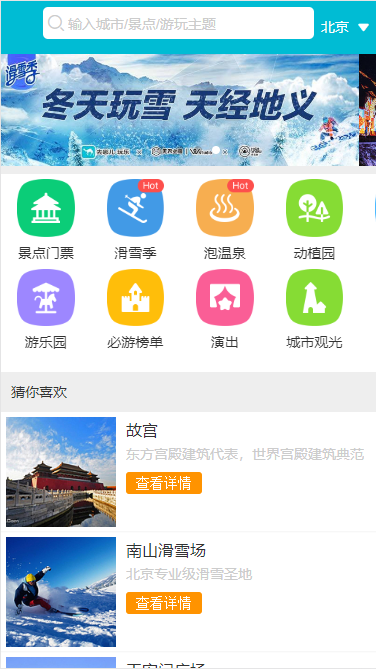 输入城市/景点/游玩主题
北京
滑雪季
冬天玩雪 天经地义
Hot
Hot
景点门票
滑雪季
泡温泉
动植园
游乐园
必游榜单
演出
城市观光
猜你喜欢
故宫
东方宫殿建筑代表，世界宫殿建筑典范
查看详情
南山滑雪场
北京专业级滑雪圣地
查看详情
天安门广场